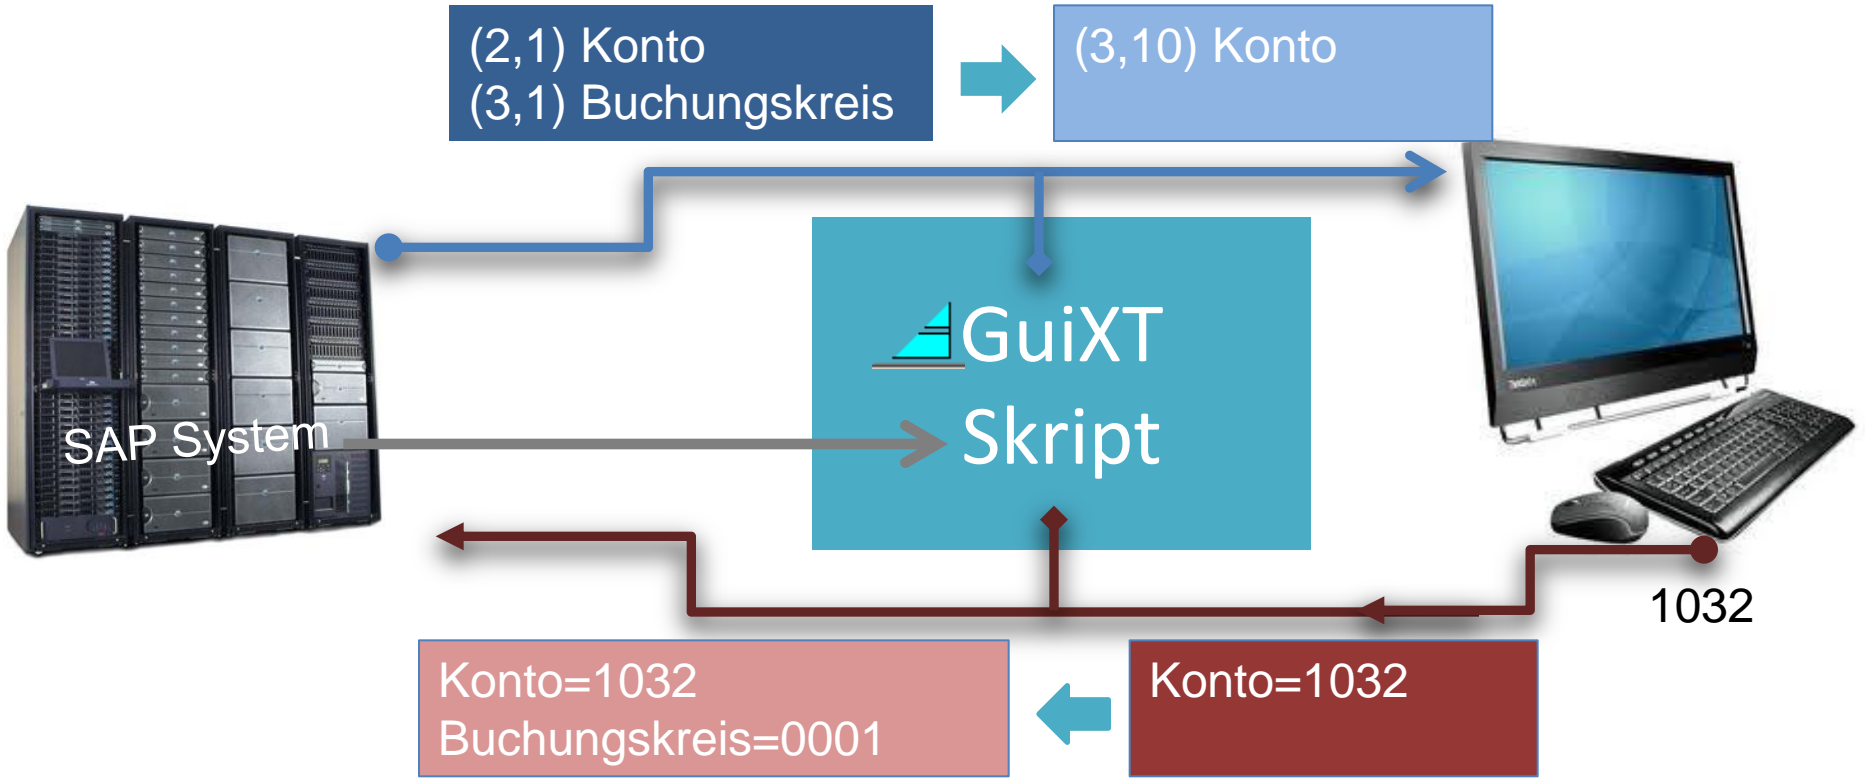 (2,1) Konto
(3,1) Buchungskreis
(3,10) Konto
GuiXT
Skript
SAP System
1032
Konto=1032
Buchungskreis=0001
Konto=1032